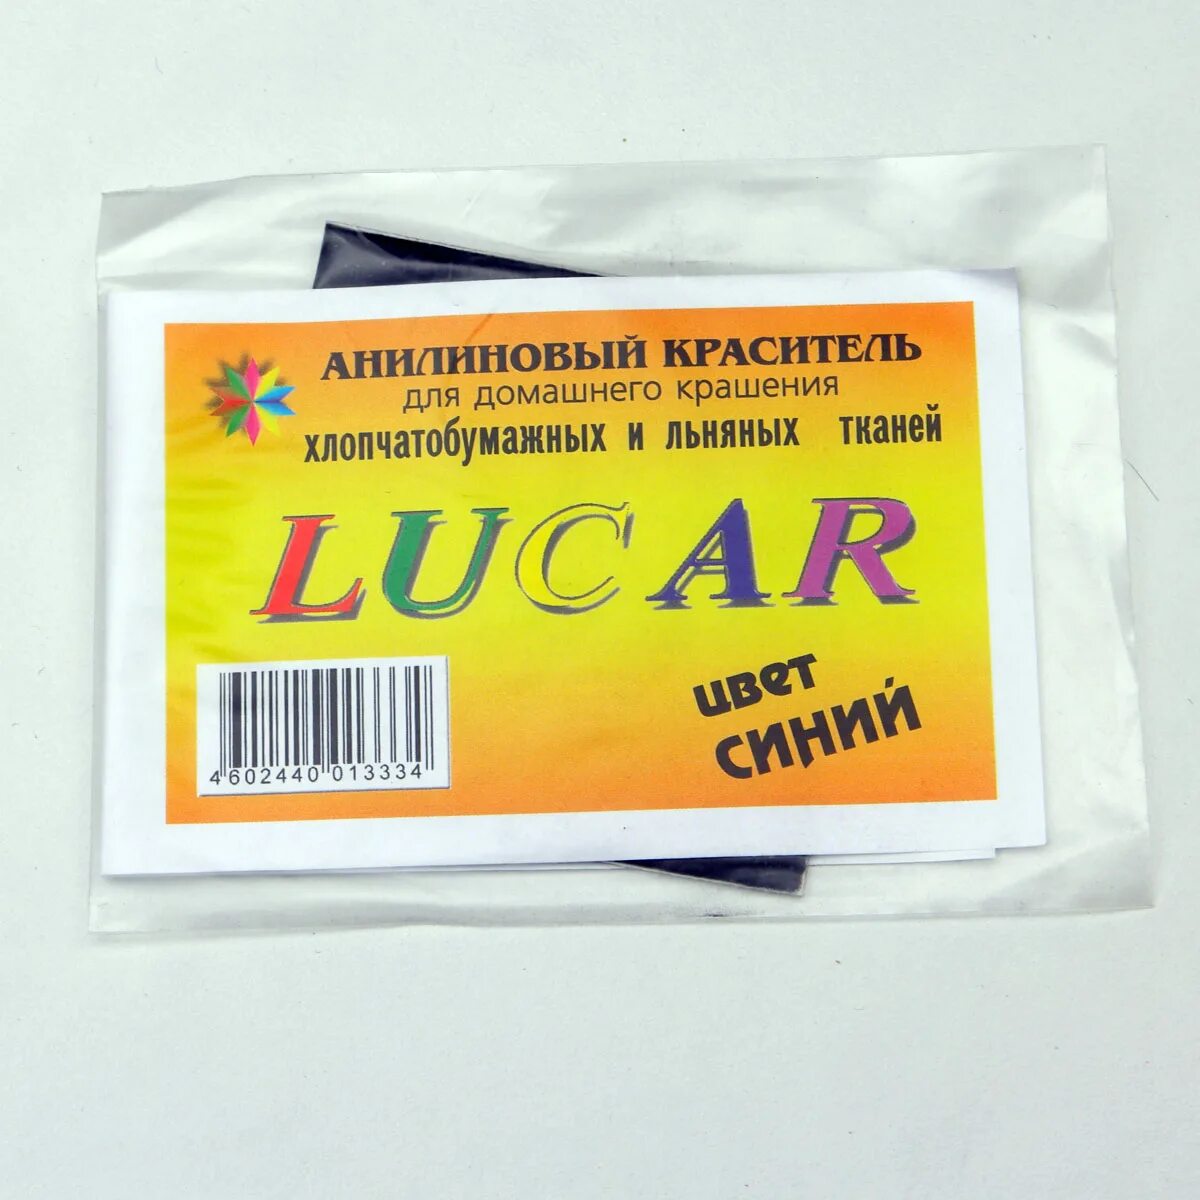 АНИЛИНОВЫЙ КРАСИТЕЛЬ
для домашнего крашения
хлопчатобумажных и льняных тканей
LUCAR
цвет
синий
4602440013334